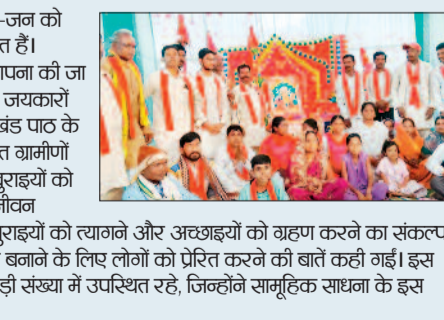 -जन को
त हैं।
ापना की जा
जयकारों
खंड पाठ के
त ग्रामीणों
बुराइयों को
जीवन
बुराइयों को त्यागने और अच्छाइयों को ग्रहण करने का संकल्प
बनाने के लिए लोगों को प्रेरित करने की बातें कही गईं। इस
ड़ी संख्या में उपस्थित रहे, जिन्होंने सामूहिक साधना के इस